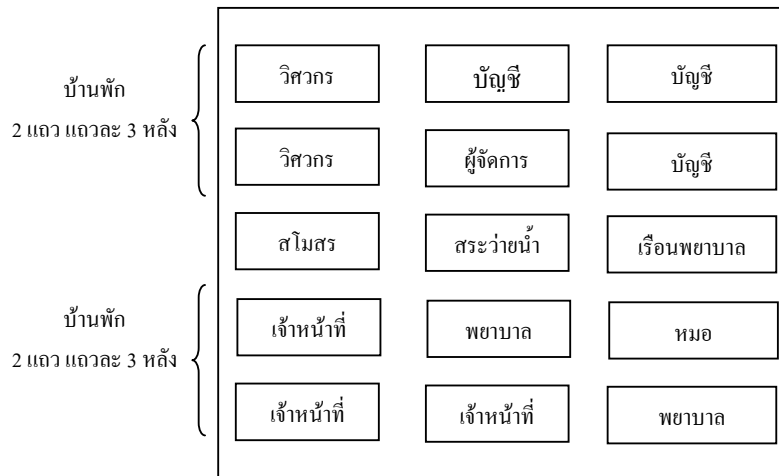 วิศวกร บัญชี บัญชี
บ้านพัก
2 แถว แถวละ 3 หลัง
วิศวกร ผู้จัดการ บัญชี
สโมสร สระว่ายน้ำ เรือนพยาบาล
บ้านพัก
2 แถว แถวละ 3 หลัง
เจ้าหน้าที่ พยาบาล หมอ
เจ้าหน้าที่ เจ้าหน้าที่ พยาบาล